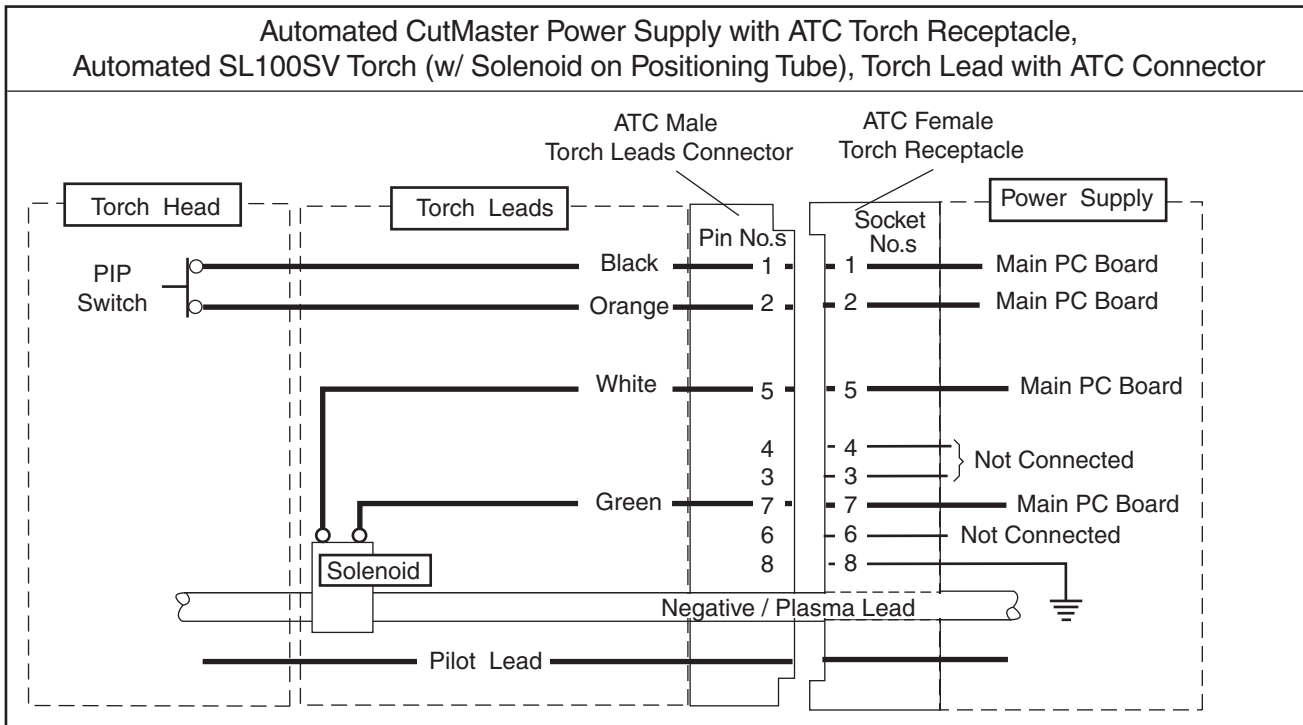 Automated CutMaster Power Supply with ATC Torch Receptacle,
Automated SL100SV Torch (w/ Solenoid on Positioning Tube), Torch Lead with ATC Connector
ATC Male
Torch Leads Connector
ATC Female
Torch Receptacle
Torch Head
Torch Leads
Power Supply
Pin No.s
Socket
No.s
PIP
Switch
Black 1 1 Main PC Board
Orange 2 2 Main PC Board
White 5 5 Main PC Board
4 4
3 3
Not Connected
Green 7 7 Main PC Board
6 6 Not Connected
8 8
Solenoid
Negative / Plasma Lead
Pilot Lead